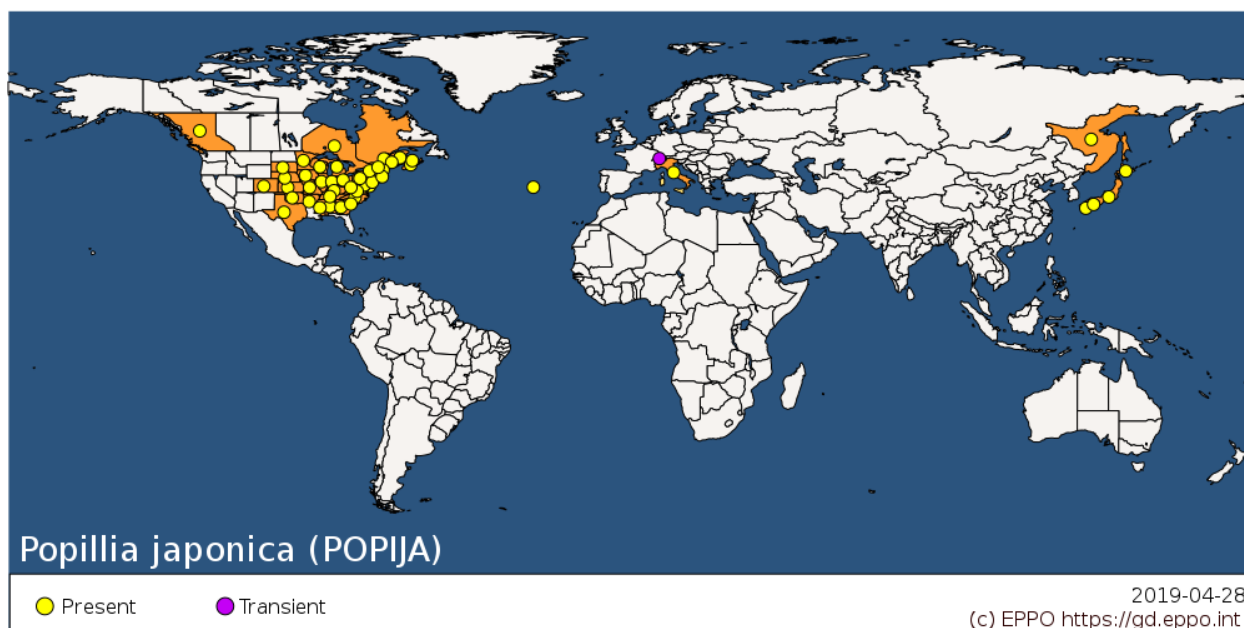 Popillia japonica (POPIJA)
Present
Transient
2019-04-28
(c) EPPO https://gd.eppo.int